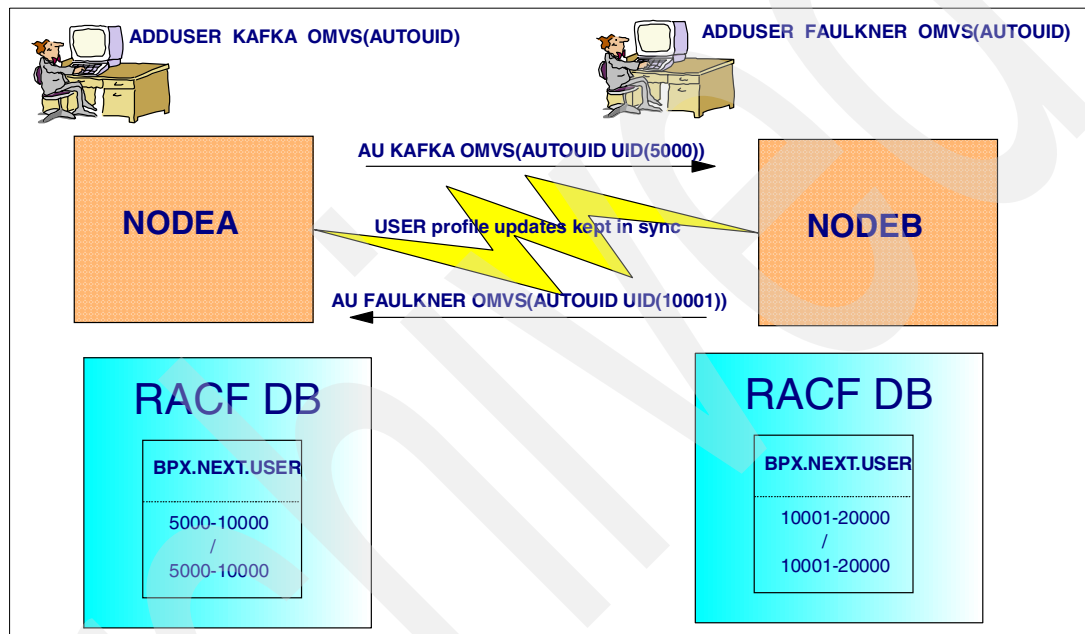 ADDUSER KAFKA OMVS(AUTOUID)
ADDUSER FAULKNER OMVS(AUTOUID)
AU KAFKA OMVS(AUTOUID UID(5000))
NODEA
USER profile updates kept in sync
NODEB
AU FAULKNER OMVS(AUTOUID UID(10001))
RACF DB
BPX.NEXT.USER
5000-10000
/
5000-10000
RACF DB
BPX.NEXT.USER
10001-20000
/
10001-20000